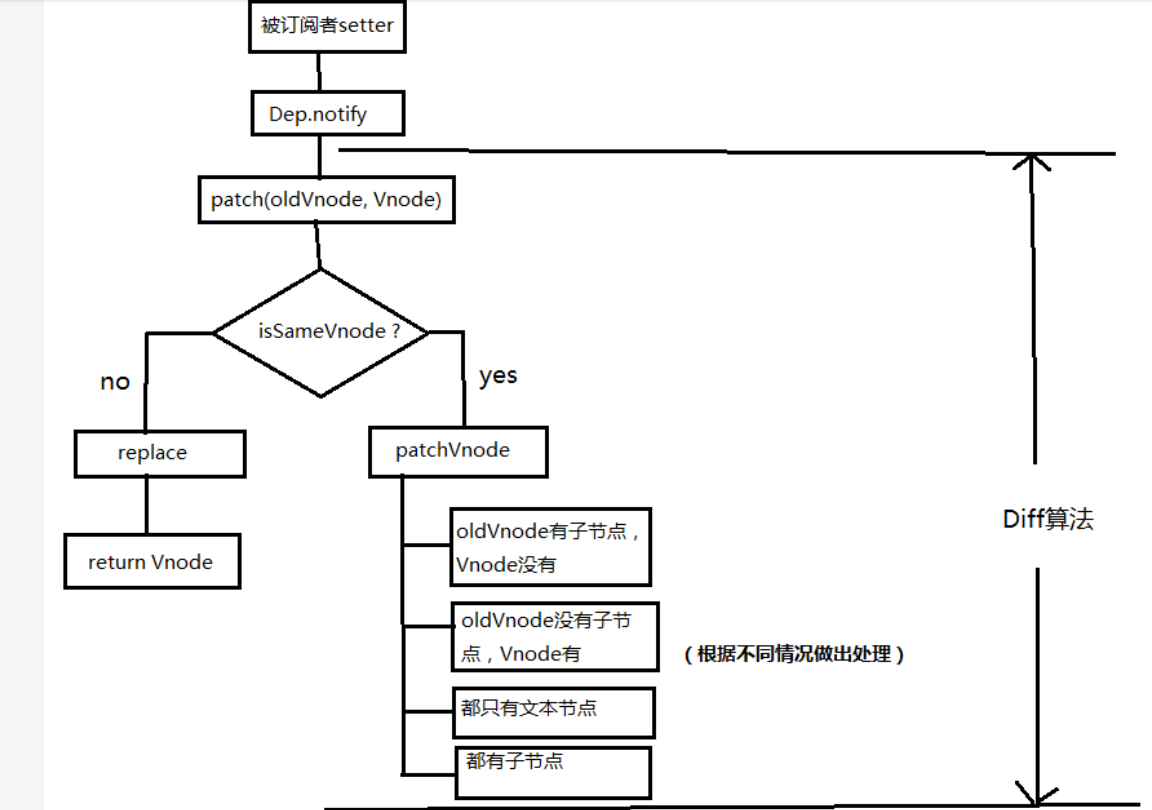 被订阅者setter
Dep.notify
patch(oldVnode, Vnode)
isSameVnode ?
no
yes
replace
patchVnode
return Vnode
oldVnode有子节点，
Vnode没有
Diff算法
oldVnode没有子节
点，Vnode有
（根据不同情况做出处理）
都只有文本节点
都有子节点